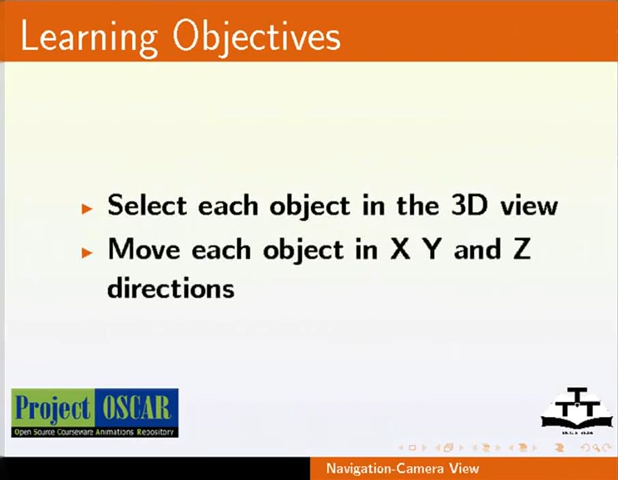 Learning Objectives
Select each object in the 3D view
Move each object in X Y and Z
directions
Project OSCAR
Open Source Courseware Animations Repository
T
T T
Navigation-Camera View